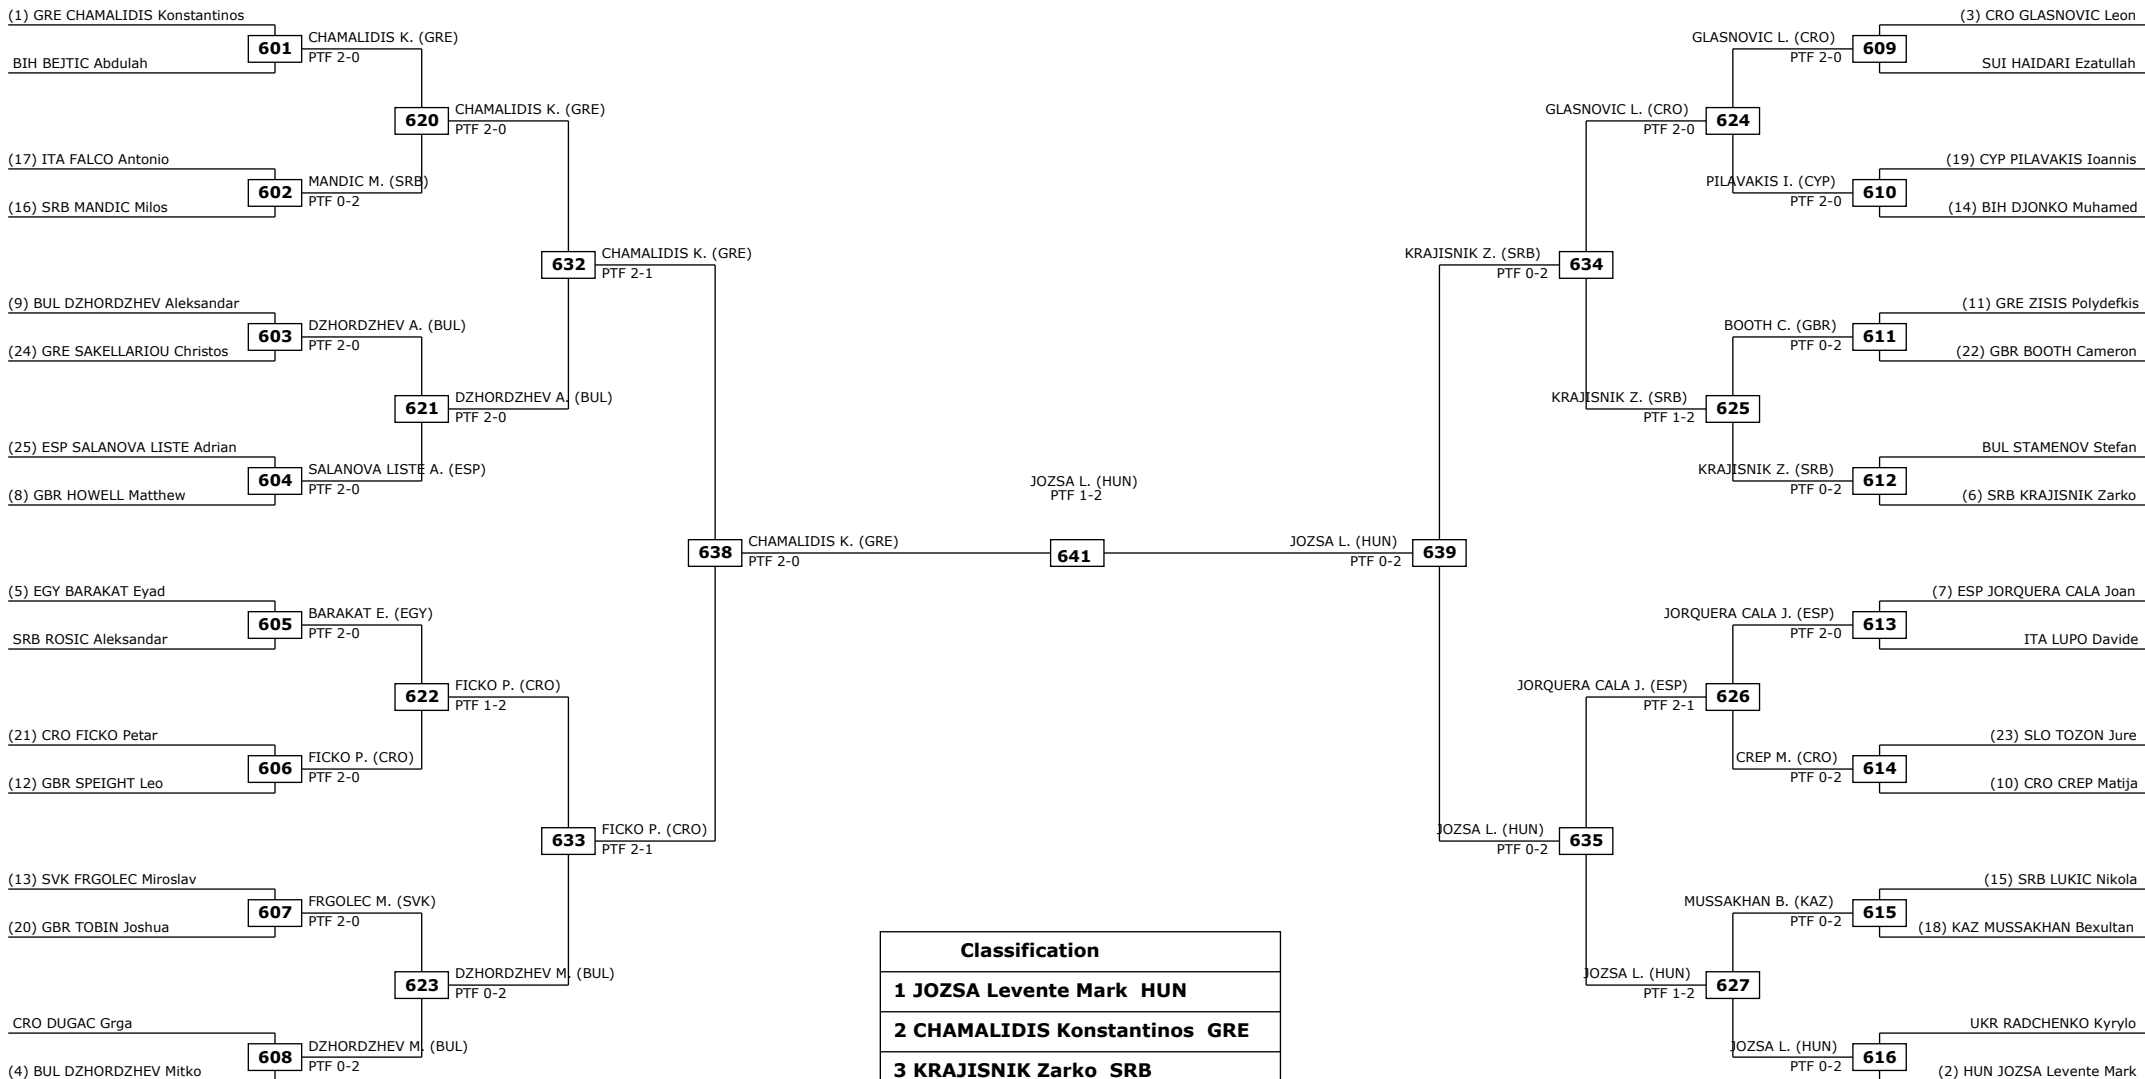 (1) GRE CHAMALIDIS Konstantinos
601
CHAMALIDIS K. (GRE)
PTF 2-0
BIH BEJTIC Abdulah
620
CHAMALIDIS K. (GRE)
PTF 2-0
(17) ITA FALCO Antonio
602
MANDIC M. (SRB)
PTF 0-2
(16) SRB MANDIC Milos
632
CHAMALIDIS K. (GRE)
PTF 2-1
(9) BUL DZHORDZHEV Aleksandar
603
DZHORDZHEV A. (BUL)
PTF 2-0
(24) GRE SAKELLARIOU Christos
621
DZHORDZHEV A. (BUL)
PTF 2-0
(25) ESP SALANOVA LISTE Adrian
604
SALANOVA LISTE A. (ESP)
PTF 2-0
(8) GBR HOWELL Matthew
638
CHAMALIDIS K. (GRE)
PTF 2-0
(5) EGY BARAKAT Eyad
605
BARAKAT E. (EGY)
PTF 2-0
SRB ROSIC Aleksandar
622
FICKO P. (CRO)
PTF 1-2
(21) CRO FICKO Petar
606
FICKO P. (CRO)
PTF 2-0
(12) GBR SPEIGHT Leo
633
FICKO P. (CRO)
PTF 2-1
(13) SVK FRGOLEC Miroslav
607
FRGOLEC M. (SVK)
PTF 2-0
(20) GBR TOBIN Joshua
623
DZHORDZHEV M. (BUL)
PTF 0-2
CRO DUGAC Grga
608
DZHORDZHEV M. (BUL)
PTF 0-2
(4) BUL DZHORDZHEV Mitko
JOZSA L. (HUN)
PTF 1-2
641
(3) CRO GLASNOVIC Leon
GLASNOVIC L. (CRO)
PTF 2-0
609
SUI HAIDARI Ezatullah
GLASNOVIC L. (CRO)
PTF 2-0
624
(19) CYP PILAVAKIS Ioannis
PILAVAKIS I. (CYP)
PTF 2-0
610
(14) BIH DJONKO Muhamed
KRAJISNIK Z. (SRB)
PTF 0-2
634
(11) GRE ZISIS Polydefkis
BOOTH C. (GBR)
PTF 0-2
611
(22) GBR BOOTH Cameron
KRAJISNIK Z. (SRB)
PTF 1-2
625
BUL STAMENOV Stefan
KRAJISNIK Z. (SRB)
PTF 0-2
612
(6) SRB KRAJISNIK Zarko
JOZSA L. (HUN)
PTF 0-2
639
(7) ESP JORQUERA CALA Joan
JORQUERA CALA J. (ESP)
PTF 2-0
613
ITA LUPO Davide
JORQUERA CALA J. (ESP)
PTF 2-1
626
(23) SLO TOZON Jure
CREP M. (CRO)
PTF 0-2
614
(10) CRO CREP Matija
JOZSA L. (HUN)
PTF 0-2
635
(15) SRB LUKIC Nikola
MUSSAKHAN B. (KAZ)
PTF 0-2
615
(18) KAZ MUSSAKHAN Bexultan
JOZSA L. (HUN)
PTF 1-2
627
UKR RADCHENKO Kyrylo
JOZSA L. (HUN)
PTF 0-2
616
(2) HUN JOZSA Levente Mark
Classification
1 JOZSA Levente Mark HUN
2 CHAMALIDIS Konstantinos GRE
3 KRAJISNIK Zarko SRB